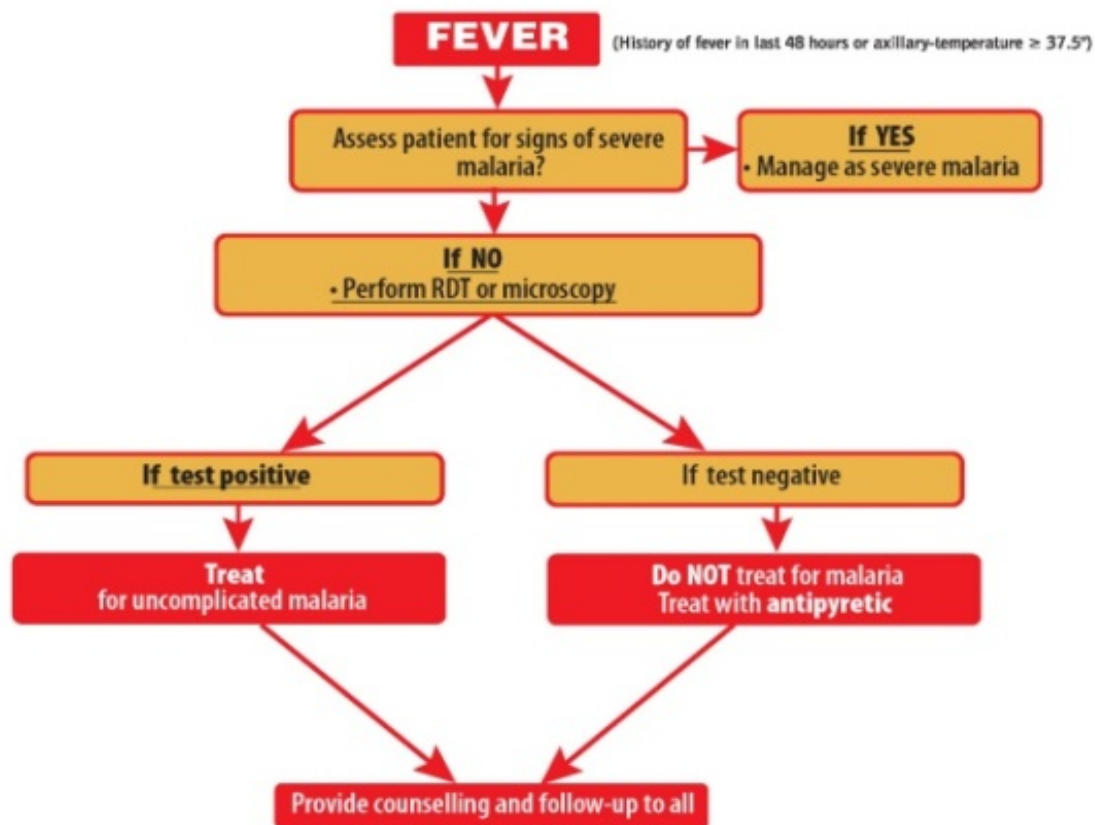 FEVER
(History of fever in last 48 hours or axillary-temperature ≥ 37.5°)
Assess patient for signs of severe
malaria?
If YES
• Manage as severe malaria
If NO
• Perform RDT or microscopy
If test positive
If test negative
Treat
for uncomplicated malaria
Do NOT treat for malaria
Treat with antipyretic
Provide counselling and follow-up to all